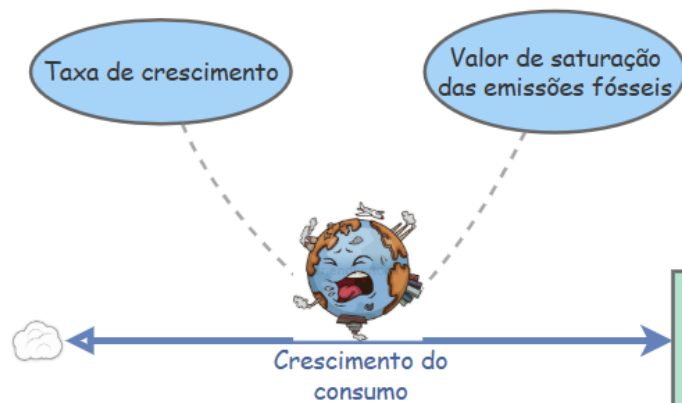 Taxa de crescimento
Valor de saturação
das emissões fósseis
Crescimento do
consumo